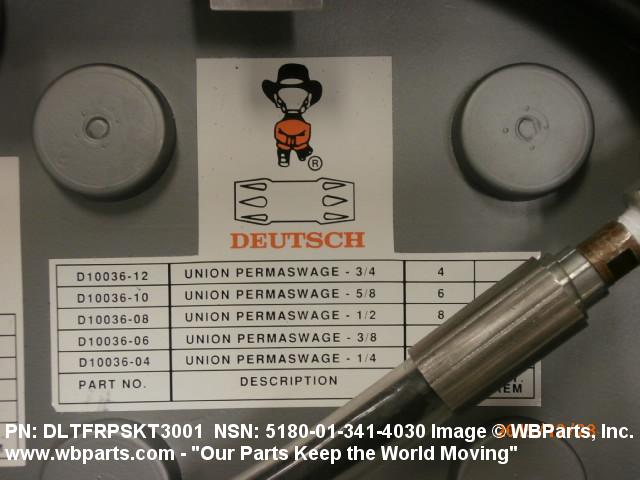 ®
DEUTSCH
D10036-12 UNION PERMASWAGE - 3/4 4
D10036-10 UNION PERMASWAGE - 5/8 6
D10036-08 UNION PERMASWAGE - 1/2 8
D10036-06 UNION PERMASWAGE - 3/8
D10036-04 UNION PERMASWAGE - 1/4
PART NO. DESCRIPTION
PN: DLTFRPSKT3001 NSN: 5180-01-341-4030 Image © WBParts, Inc.
www.wbparts.com - "Our Parts Keep the World Moving"